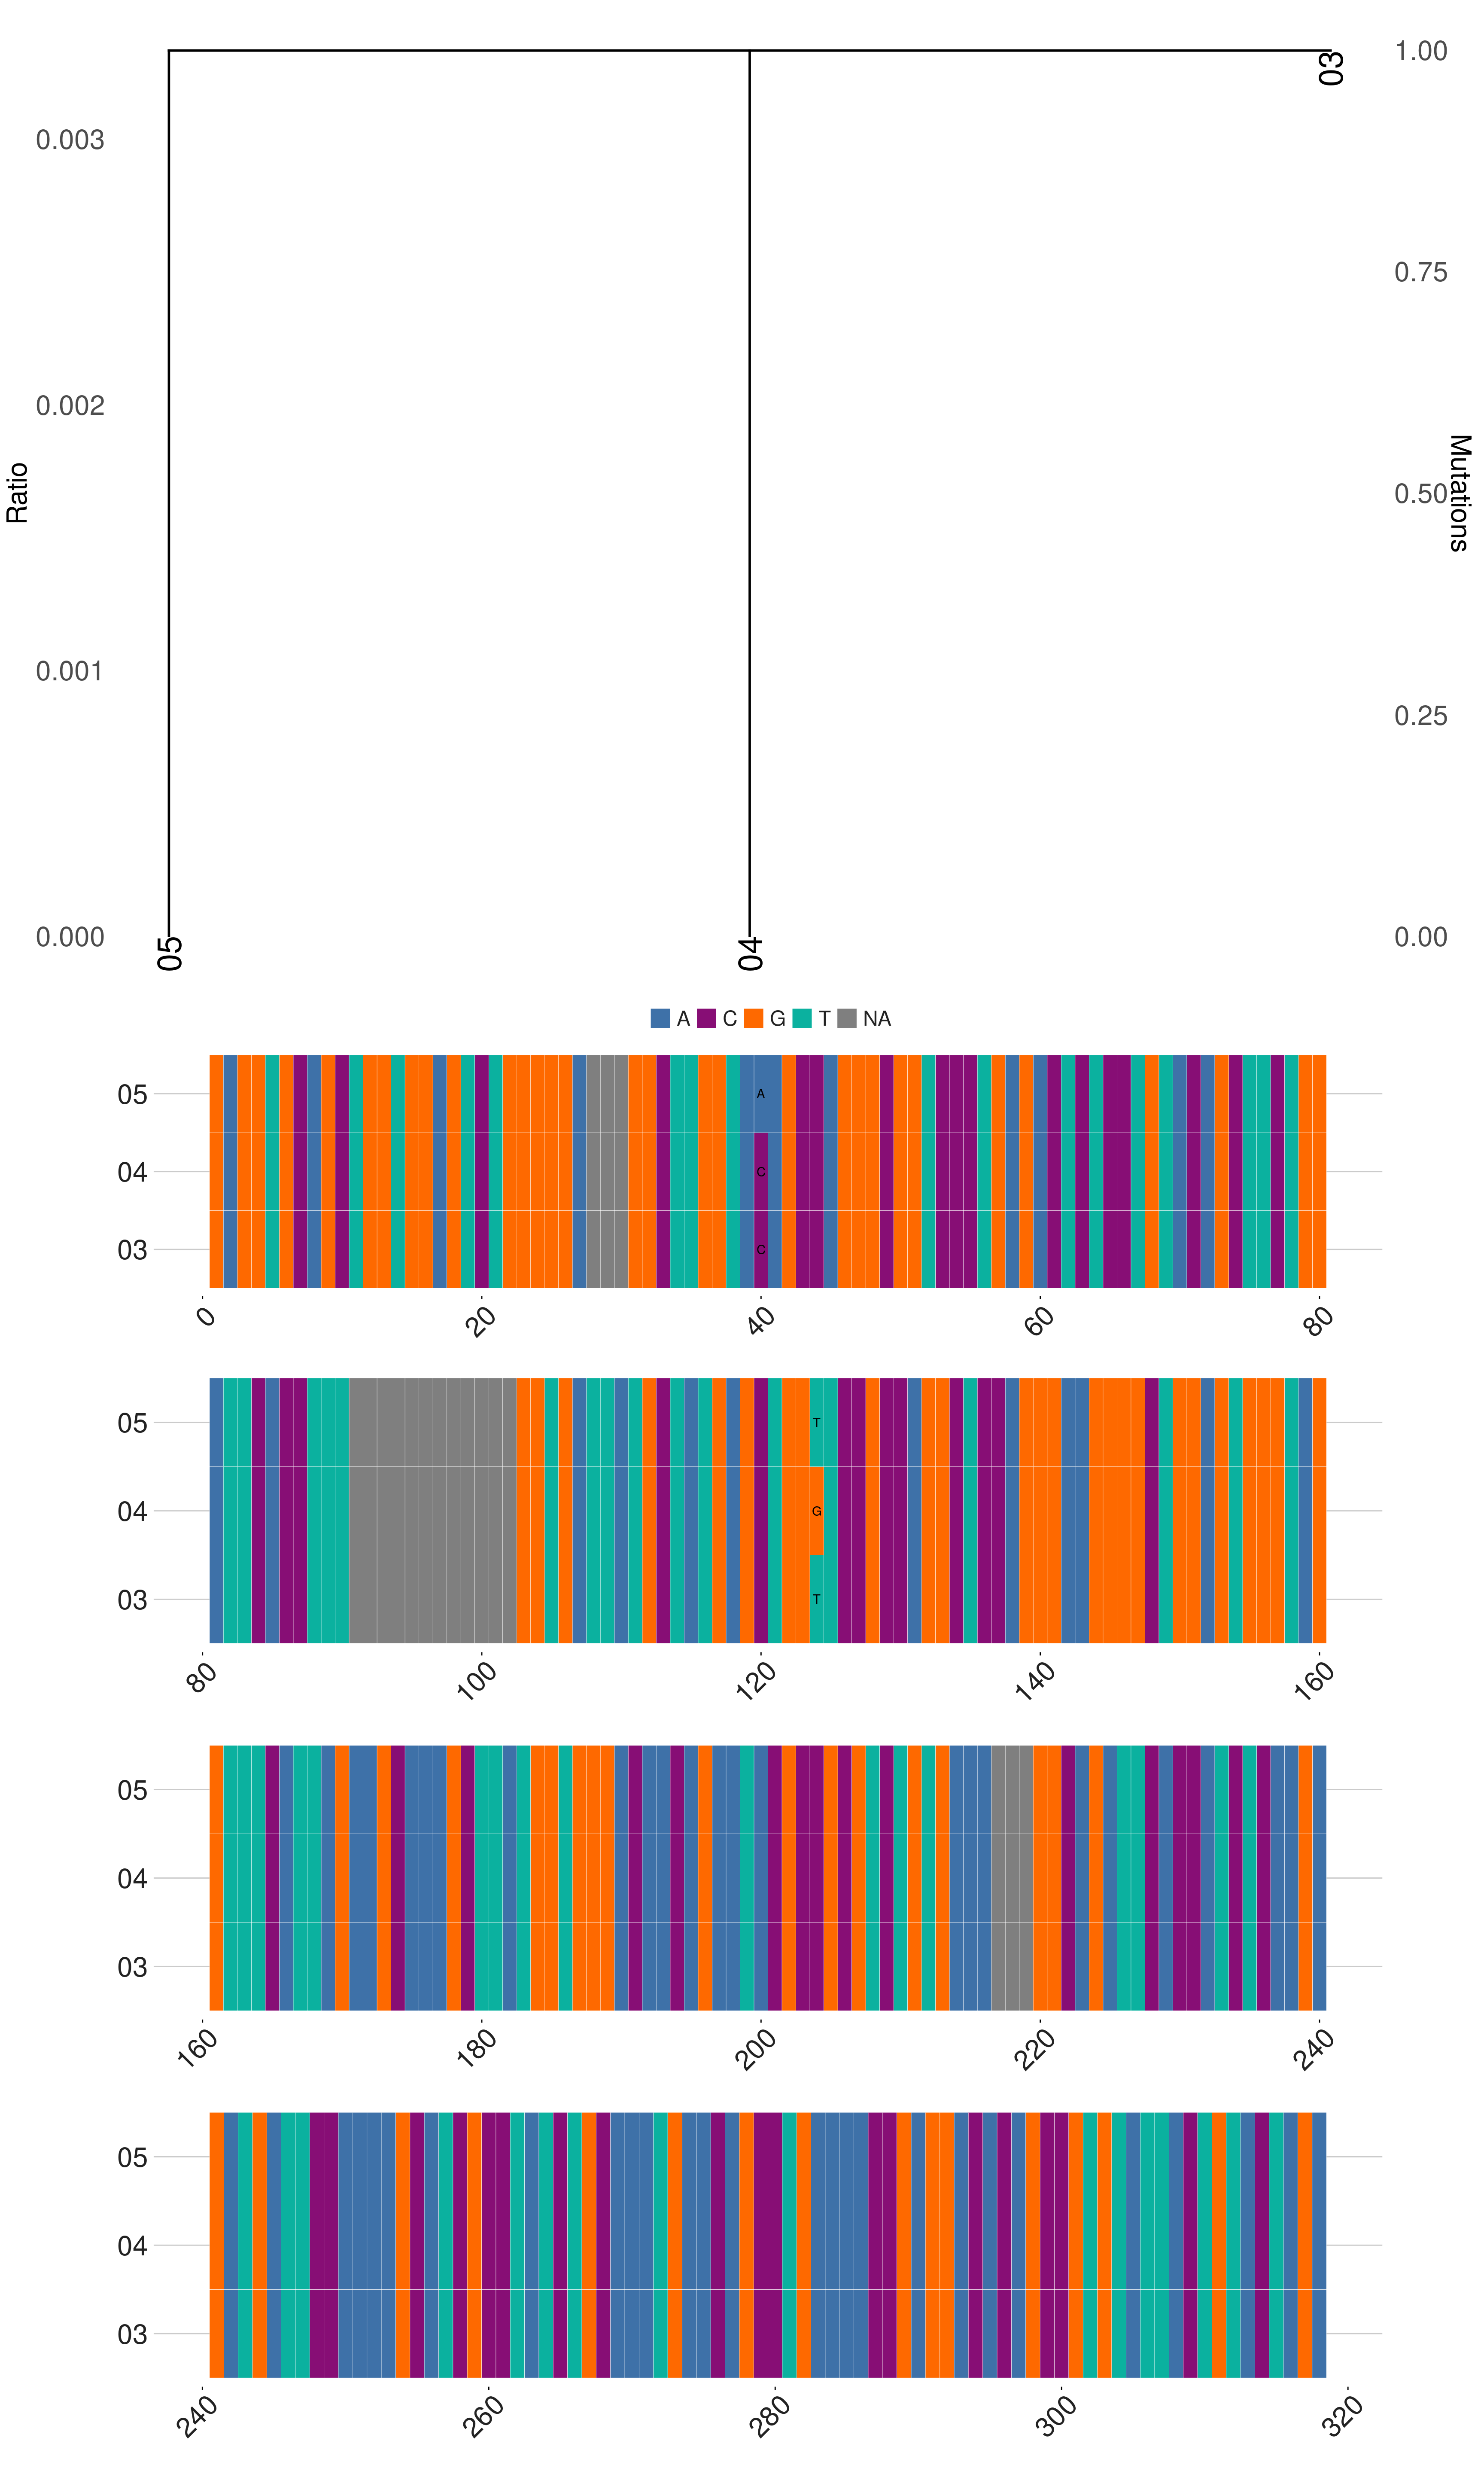 03
1.00
0.003
0.75
0.002
Ratio
0.50
Mutations
0.001
0.25
0.000
0.00
05
04
A C G T NA
05 A
04 C
03 C
0 20 40 60 80
05 T
04 G
03 T
80 100 120 140 160
05
04
03
160 180 200 220 240
05
04
03
240 260 280 300 320